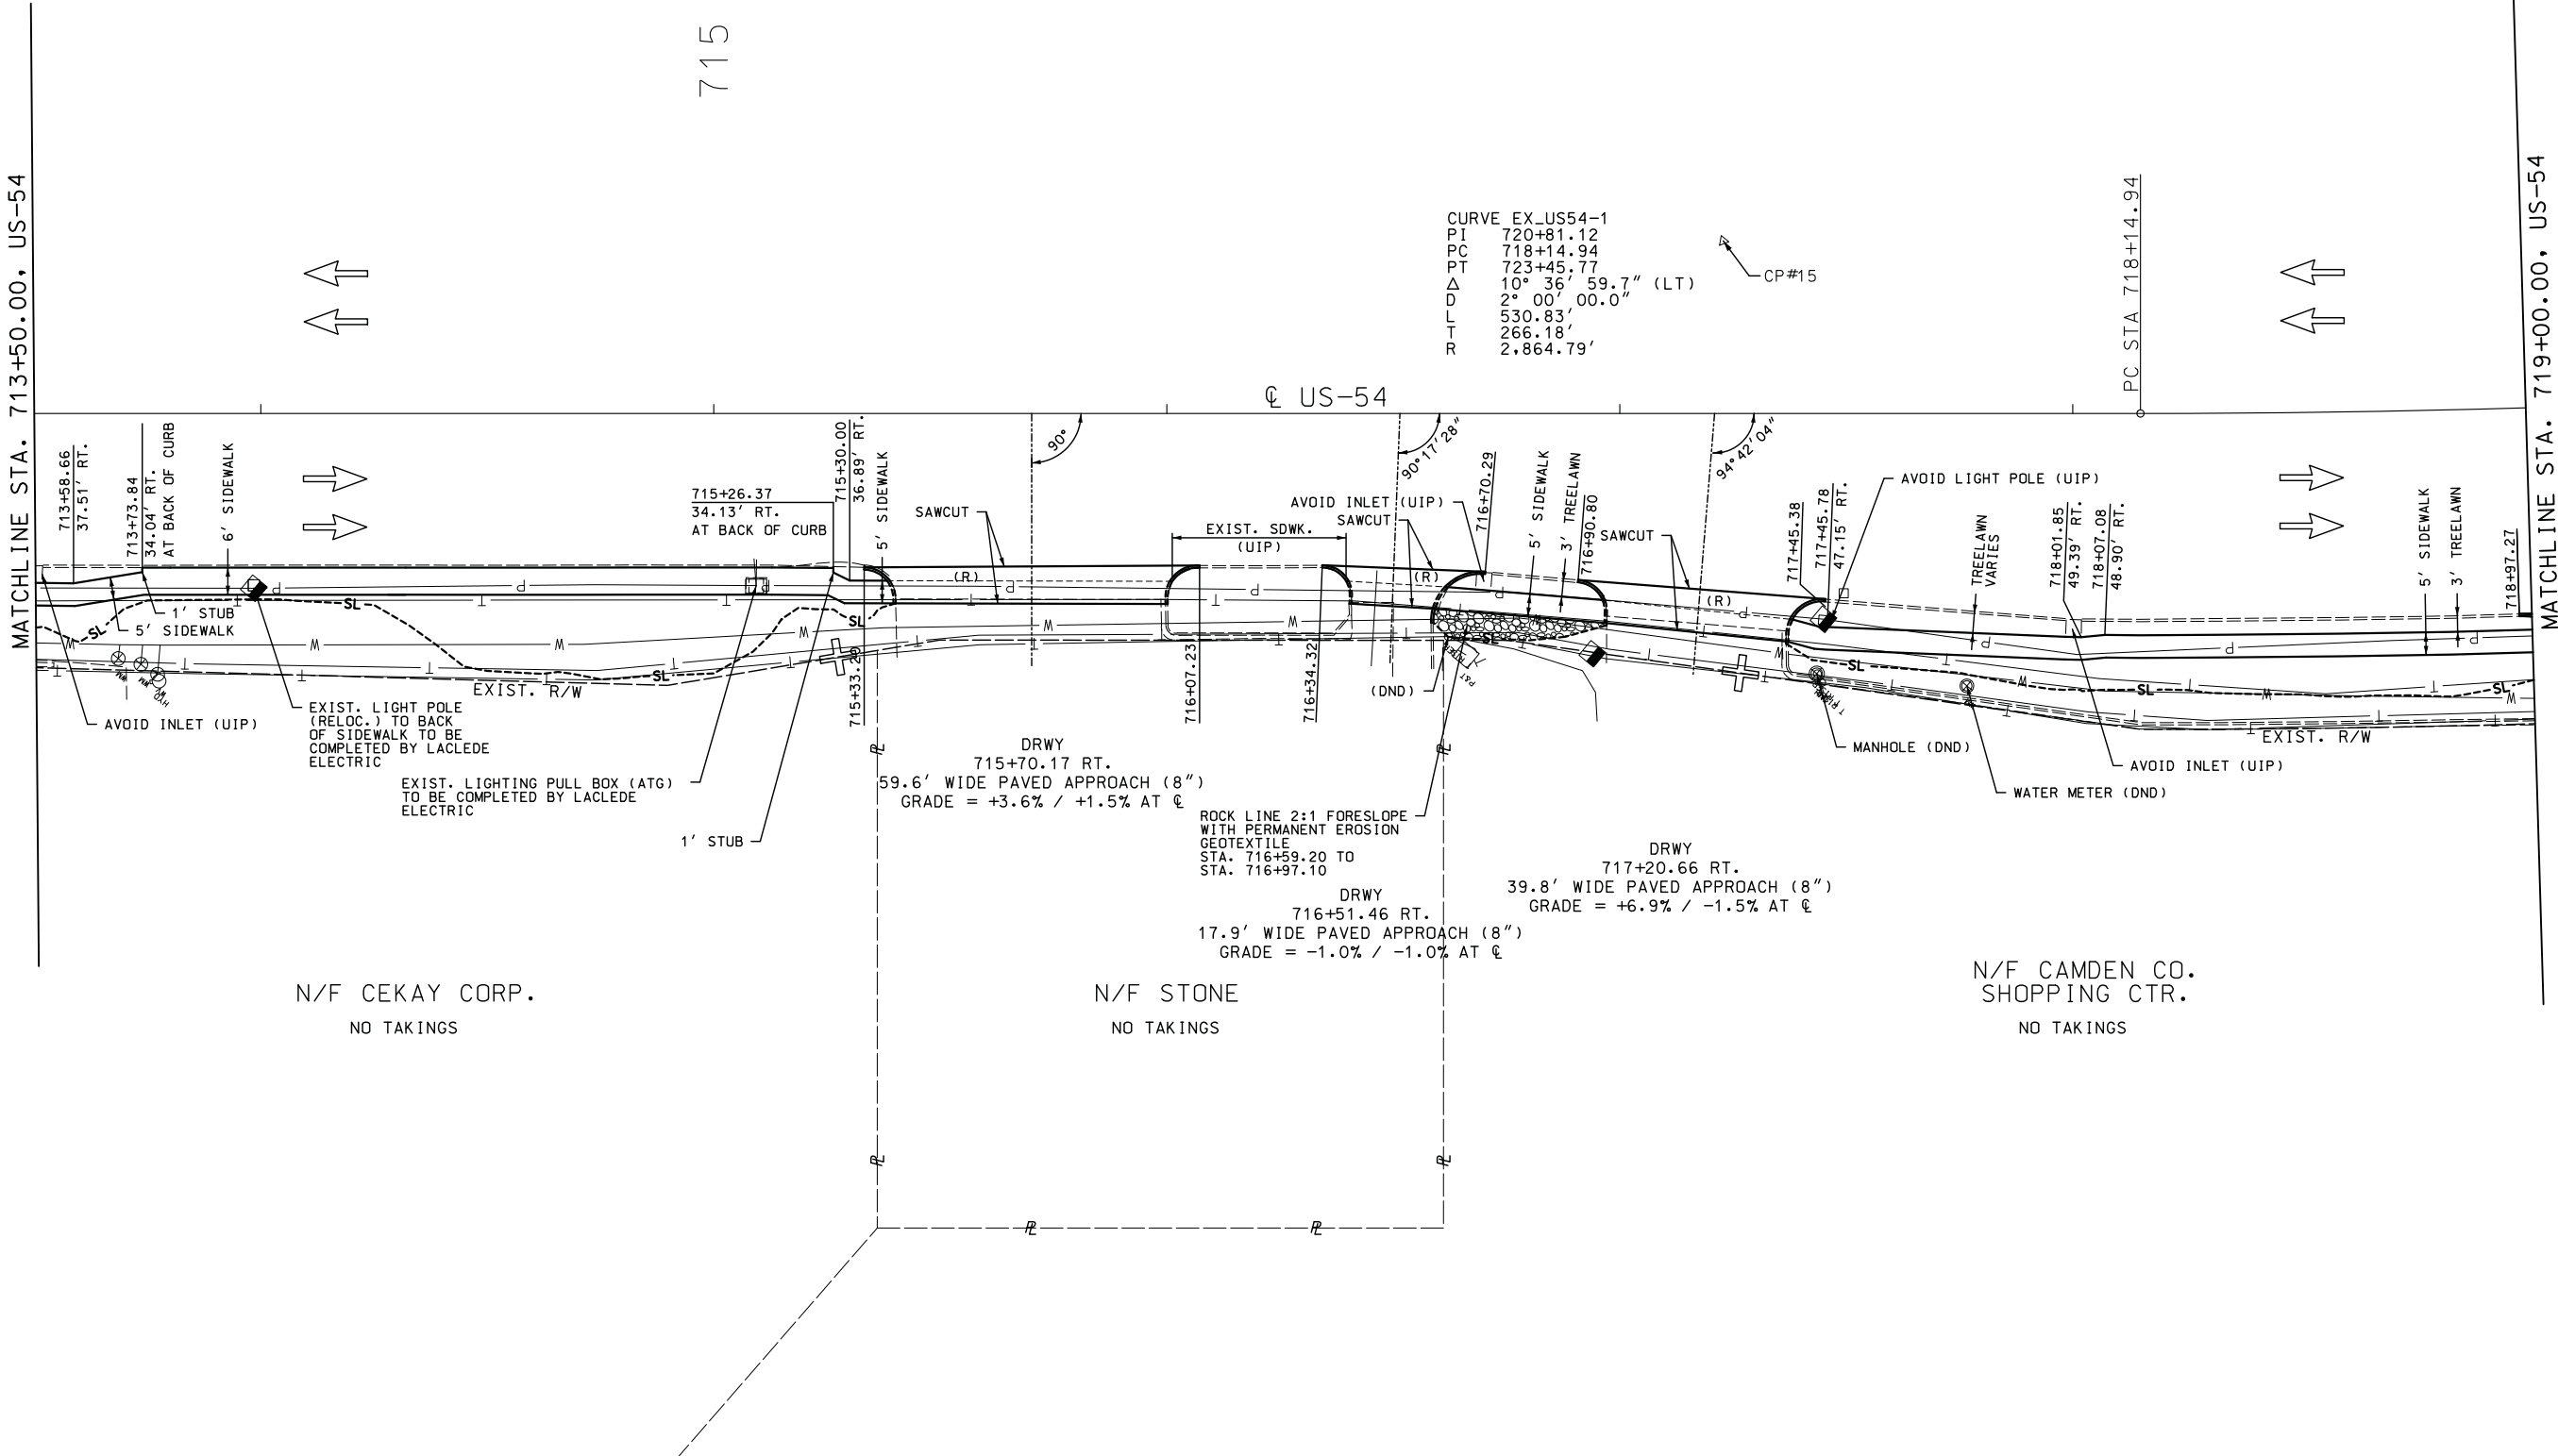 715
MATCHLINE STA. 713+50.00, US-54
MATCHLINE STA. 719+00.00, US-54
CURVE EX_US54-1
PI 720+81.12
PC 718+14.94
PT 723+45.77
Δ 10° 36' 59.7" (LT)
D 2° 00' 00.0"
L 530.83'
T 266.18'
R 2,864.79'
CP#15
PC STA 718+14.94
℄ US-54
713+58.66
37.51' RT.
713+73.84
34.04' RT.
AT BACK OF CURB
6' SIDEWALK
715+26.37
34.13' RT.
AT BACK OF CURB
715+30.00
36.89' RT.
5' SIDEWALK
SAWCUT
90°
EXIST. SDWK.
(UIP)
AVOID INLET (UIP)
SAWCUT
90°17'28"
716+70.29
5' SIDEWALK
3' TREELAWN
716+90.80
SAWCUT
94°42'04"
717+45.38
717+45.78
47.15' RT.
AVOID LIGHT POLE (UIP)
TREELAWN
VARIES
718+01.85
49.39' RT.
718+07.08
48.90' RT.
5' SIDEWALK
3' TREELAWN
718+97.27
(R)
(R)
(R)
1' STUB
5' SIDEWALK
SL
SL
SL
SL
SL
SL
SL
SL
P
P
P
P
P
P
P
P
P
T
T
T
W
W
W
W
W
W
W
W
W
W
W
HYD
EXIST. R/W
AVOID INLET (UIP)
EXIST. LIGHT POLE
(RELOC.) TO BACK
OF SIDEWALK TO BE
COMPLETED BY LACLEDE
ELECTRIC
EXIST. LIGHTING PULL BOX (ATG)
TO BE COMPLETED BY LACLEDE
ELECTRIC
1' STUB
715+33.20
716+07.23
716+34.32
(DND)
DRWY
715+70.17 RT.
59.6' WIDE PAVED APPROACH (8")
GRADE = +3.6% / +1.5% AT ℄
ROCK LINE 2:1 FORESLOPE
WITH PERMANENT EROSION
GEOTEXTILE
STA. 716+59.20 TO
STA. 716+97.10
DRWY
716+51.46 RT.
17.9' WIDE PAVED APPROACH (8")
GRADE = -1.0% / -1.0% AT ℄
DRWY
717+20.66 RT.
39.8' WIDE PAVED APPROACH (8")
GRADE = +6.9% / -1.5% AT ℄
MANHOLE (DND)
WATER METER (DND)
AVOID INLET (UIP)
EXIST. R/W
N/F CEKAY CORP.
NO TAKINGS
N/F STONE
NO TAKINGS
N/F CAMDEN CO.
SHOPPING CTR.
NO TAKINGS
PL
PL
PL
PL
PL
PL